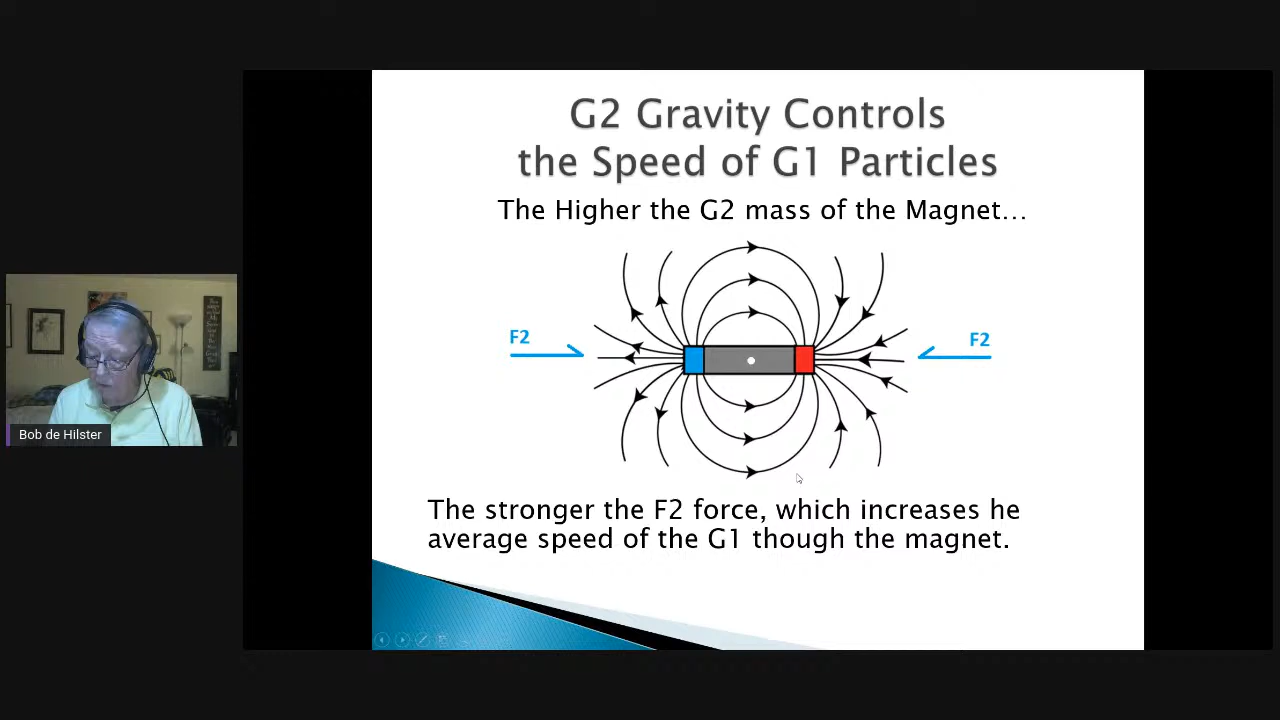 G2 Gravity Controls
the Speed of G1 Particles
The Higher the G2 mass of the Magnet...
F2
F2
The stronger the F2 force, which increases he
average speed of the G1 though the magnet.
Bob de Hilster